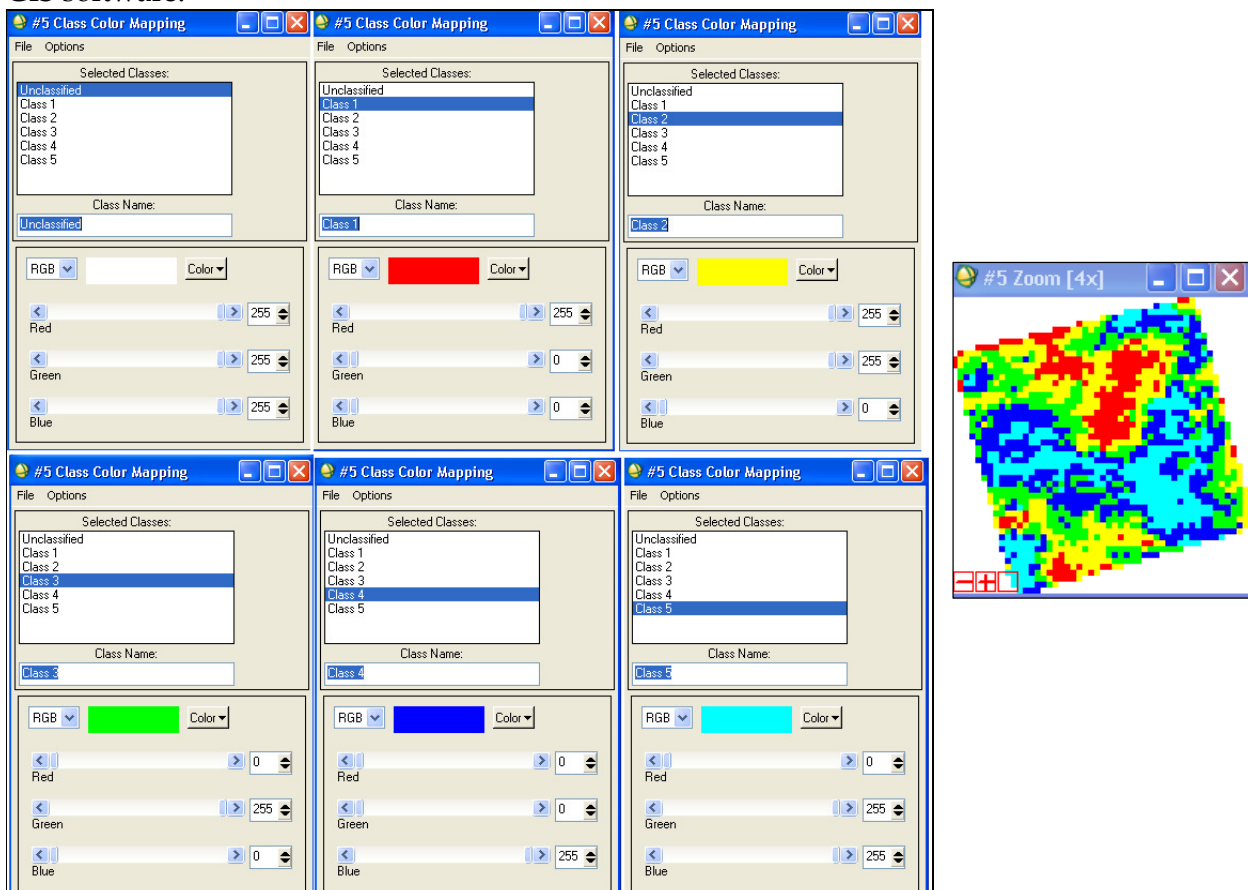 GIS software.
#5 Class Color Mapping
File Options
Selected Classes:
Unclassified
Class 1
Class 2
Class 3
Class 4
Class 5
Class Name:
Unclassified
RGB
Color
255
Red
255
Green
255
Blue
#5 Class Color Mapping
File Options
Selected Classes:
Unclassified
Class 1
Class 2
Class 3
Class 4
Class 5
Class Name:
Class 1
RGB
Color
255
Red
0
Green
0
Blue
#5 Class Color Mapping
File Options
Selected Classes:
Unclassified
Class 1
Class 2
Class 3
Class 4
Class 5
Class Name:
Class 2
RGB
Color
255
Red
255
Green
0
Blue
#5 Zoom [4x]
#5 Class Color Mapping
File Options
Selected Classes:
Unclassified
Class 1
Class 2
Class 3
Class 4
Class 5
Class Name:
Class 3
RGB
Color
0
Red
255
Green
0
Blue
#5 Class Color Mapping
File Options
Selected Classes:
Unclassified
Class 1
Class 2
Class 3
Class 4
Class 5
Class Name:
Class 4
RGB
Color
0
Red
0
Green
255
Blue
#5 Class Color Mapping
File Options
Selected Classes:
Unclassified
Class 1
Class 2
Class 3
Class 4
Class 5
Class Name:
Class 5
RGB
Color
0
Red
255
Green
255
Blue